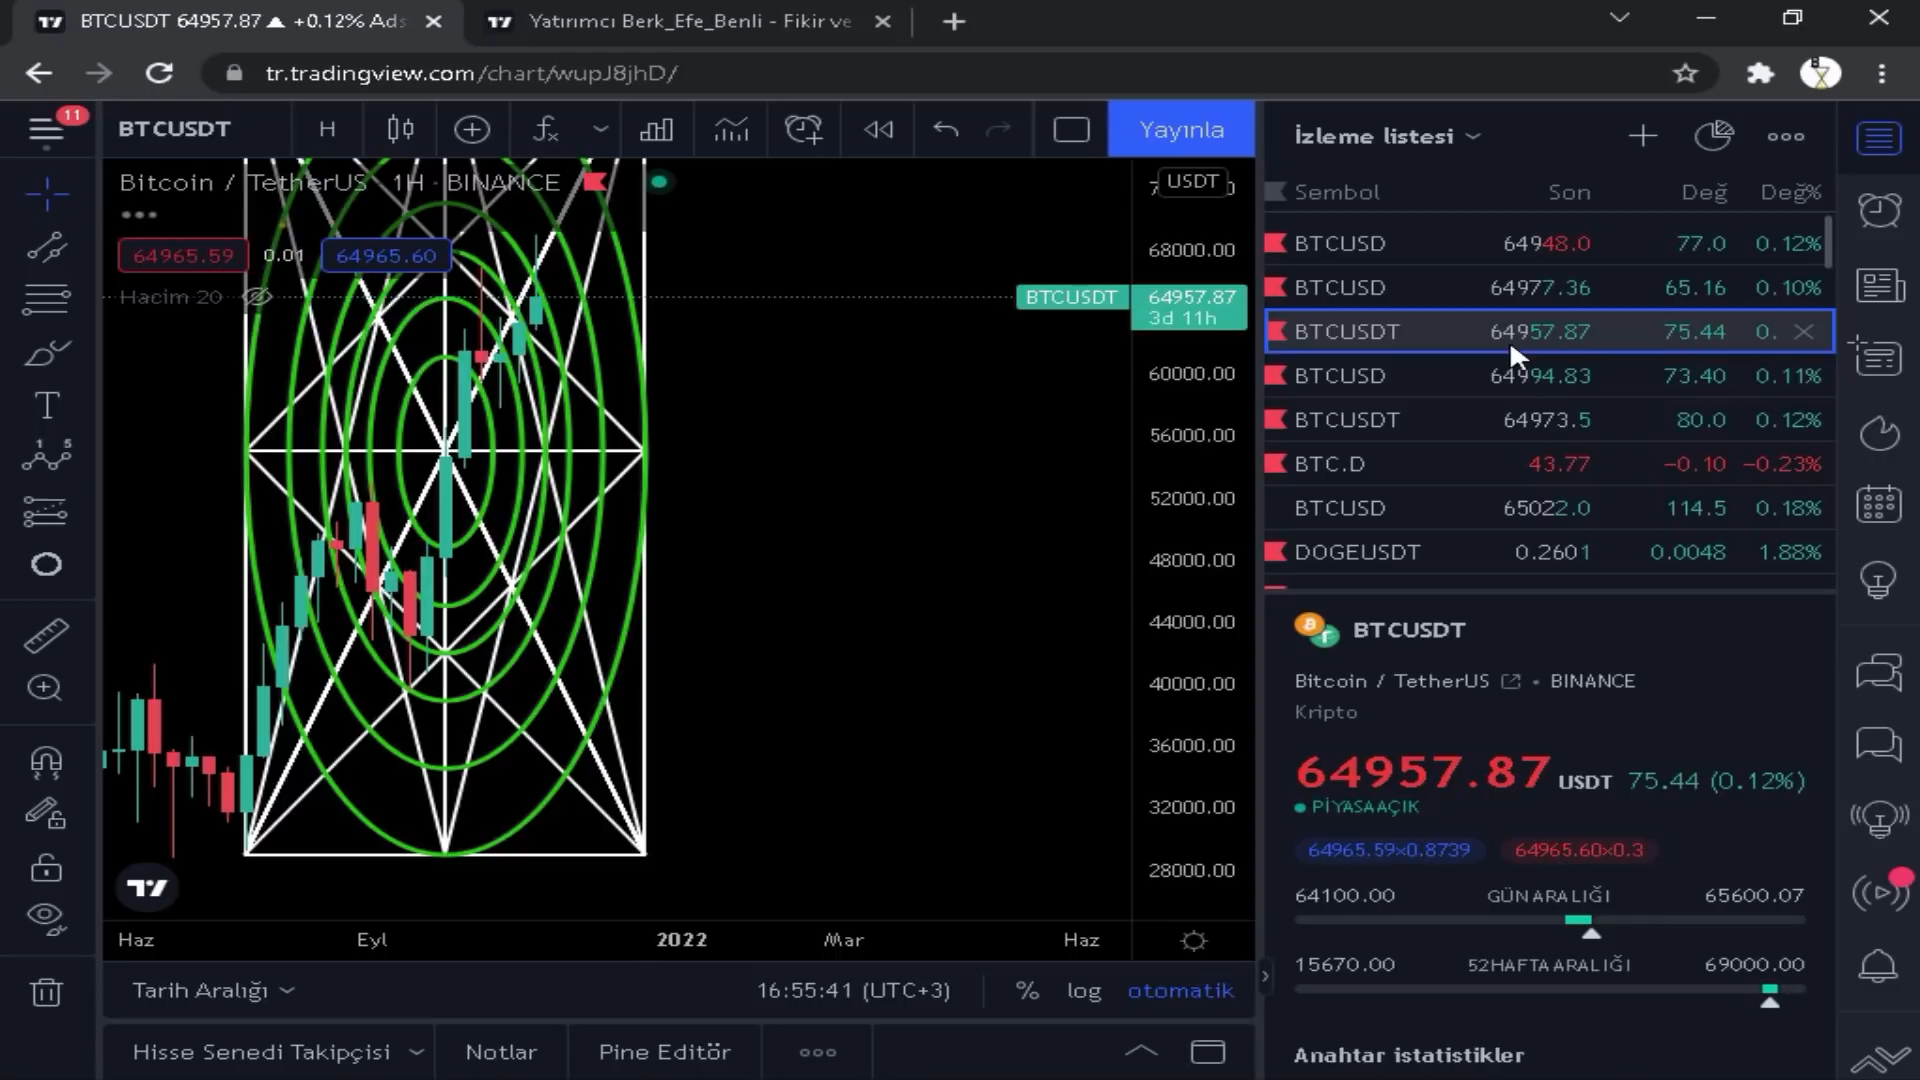 BTCUSDT 64957.87 ▲ +0.12% Ads
Yatırımcı Berk_Efe_Benli - Fikir ve
tr.tradingview.com/chart/wupJ8jhD/
11
BTCUSDT
H
Yayınla
Bitcoin / TetherUS · 1H · BINANCE
64965.59
0.01
64965.60
Hacim 20
USDT
68000.00
BTCUSDT
64957.87
3d 11h
60000.00
56000.00
52000.00
48000.00
44000.00
40000.00
36000.00
32000.00
28000.00
Haz
Eyl
2022
Mar
Haz
Tarih Aralığı
16:55:41 (UTC+3)
%
log
otomatik
Hisse Senedi Takipçisi
Notlar
Pine Editör
İzleme listesi
Sembol Son Değ Değ%
BTCUSD 64948.0 77.0 0.12%
BTCUSD 64977.36 65.16 0.10%
BTCUSDT 64957.87 75.44 0.
BTCUSD 64994.83 73.40 0.11%
BTCUSDT 64973.5 80.0 0.12%
BTC.D 43.77 −0.10 −0.23%
BTCUSD 65022.0 114.5 0.18%
DOGEUSDT 0.2601 0.0048 1.88%
BTCUSDT
Bitcoin / TetherUS • BINANCE
Kripto
64957.87 USDT 75.44 (0.12%)
PİYASA AÇIK
64965.59×0.8739 64965.60×0.3
64100.00 GÜN ARALIĞI 65600.07
15670.00 52HAFTA ARALIĞI 69000.00
Anahtar istatistikler